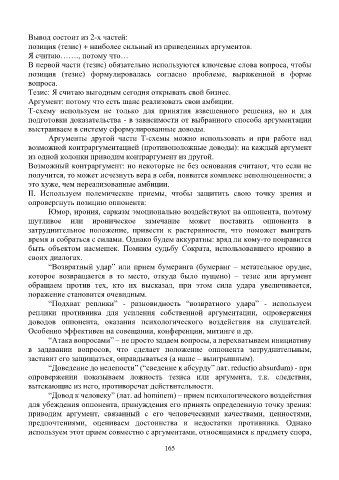 Вывод состоит из 2-х частей:
позиция (тезис) + наиболее сильный из праведенных аргументов.
Я считаю……., потому что…
В первой части (тезис) обязательно используются ключевые слова вопроса, чтобы
позиция (тезис) формулировалась согласно проблеме, выраженной в форме
вопроса.
Тезис: Я считаю выгодным сегодня открывать свой бизнес.
Аргумент: потому что есть шанс реализовать свои амбиции.
Т-схему используем не только для принятия взвешенного решения, но и для
подготовки доказательства - в зависимости от выбранного способа аргументации
выстраиваем в систему сформулированные доводы.
Аргументы другой части Т-схемы можно использовать и при работе над
возможной контраргументацией (противоположные доводы): на каждый аргумент
из одной колонки приводим контраргумент из другой.
Возможный контраргумент: но некоторые не без основания считают, что если не
получится, то может исчезнуть вера в себя, появится комплекс неполноценности; а
это хуже, чем нереализованные амбиции.
II. Используем полемические приемы, чтобы защитить свою точку зрения и
опровергнуть позицию оппонента:
Юмор, ирония, сарказм эмоционально воздействуют на оппонента, поэтому
шутливое или ироническое замечание может поставить оппонента в
затруднительное положение, привести к растерянности, что поможет выиграть
время и собраться с силами. Однако будьте аккуратны: вряд ли кому-то понравится
быть объектом насмешек. Помним судьбу Сократа, использовавшего иронию в
своих диалогах.
“Возвратный удар” или прием бумеранга (бумеранг – метательное орудие,
которое возвращается в то место, откуда было пущено) – тезис или аргумент
обращаем против тех, кто их высказал, при этом сила удара увеличивается,
поражение становится очевидным.
“Подхват реплики” - разновидность “возвратного удара” - используем
реплики противника для усиления собственной аргументации, опровержения
доводов оппонента, оказания психологического воздействия на слушателей.
Особенно эффективен на совещании, конференции, митинге и др.
“Атака вопросами” – не просто задаем вопросы, а перехватываем инициативу
в задавании вопросов, что сделает положение оппонента затруднительным,
заставит его защищаться, оправдываться (а наше – выигрышным).
“Доведение до нелепости” (“сведение к абсурду” лат. reductio absurdum) - при
опровержении показываем ложность тезиса или аргумента, т.к. следствия,
вытекающие из него, противоречат действительности.
“Довод к человеку” (лат. ad hominem) – прием психологического воздействия
для убеждения оппонента, принуждения его принять определенную точку зрения:
приводим аргумент, связанный с его человеческими качествами, ценностями,
предпочтениями, оцениваем достоинства и недостатки противника. Однако
используем этот прием совместно с аргументами, относящимися к предмету спора,
165